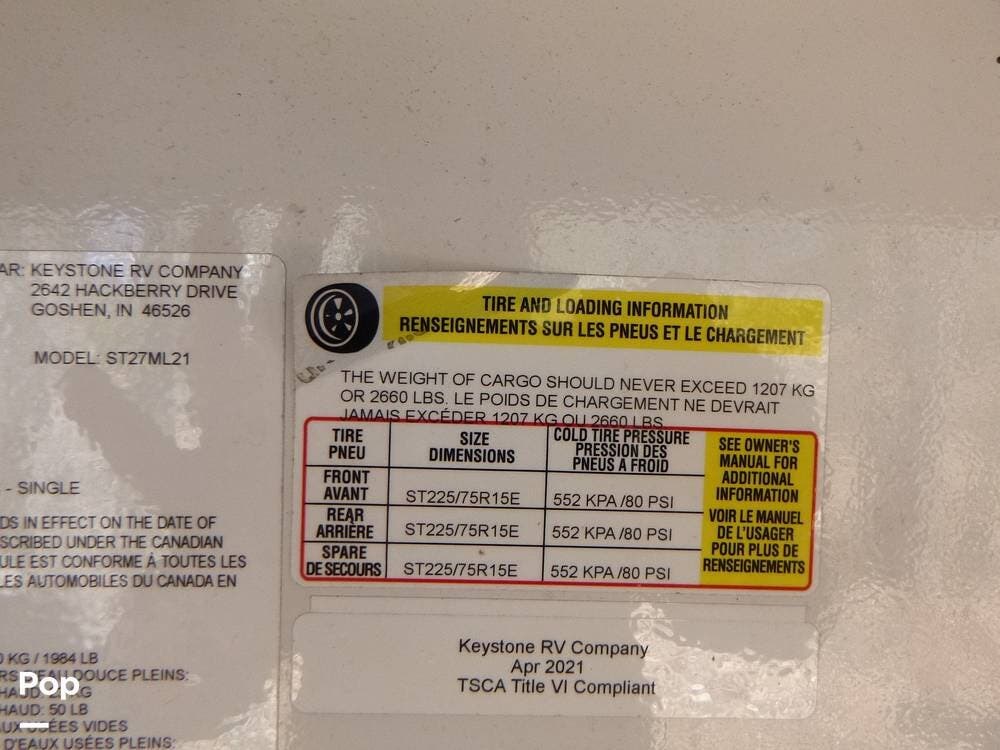 AR: KEYSTONE RV COMPANY
2642 HACKBERRY DRIVE
GOSHEN, IN 46526
MODEL: ST27ML21
- SINGLE
DS IN EFFECT ON THE DATE OF
SCRIBED UNDER THE CANADIAN
ULE EST CONFORME À TOUTES LES
LES AUTOMOBILES DU CANADA EN
KG / 1984 LB
DOUCE PLEINS:
HAUD: KG
HAUD: 50 LB
AUX USÉES VIDES
D'EAUX USÉES PLEINS:
TIRE AND LOADING INFORMATION
RENSEIGNEMENTS SUR LES PNEUS ET LE CHARGEMENT
THE WEIGHT OF CARGO SHOULD NEVER EXCEED 1207 KG
OR 2660 LBS. LE POIDS DE CHARGEMENT NE DEVRAIT
JAMAIS EXCÉDER 1207 KG OU 2660 LBS
TIRE
PNEU
SIZE
DIMENSIONS
COLD TIRE PRESSURE
PRESSION DES
PNEUS A FROID
FRONT
AVANT
ST225/75R15E
552 KPA /80 PSI
REAR
ARRIÈRE
ST225/75R15E
552 KPA /80 PSI
SPARE
DE SECOURS
ST225/75R15E
552 KPA /80 PSI
SEE OWNER'S
MANUAL FOR
ADDITIONAL
INFORMATION
VOIR LE MANUEL
DE L'USAGER
POUR PLUS DE
RENSEIGNEMENTS
Keystone RV Company
Apr 2021
TSCA Title VI Compliant
Pop